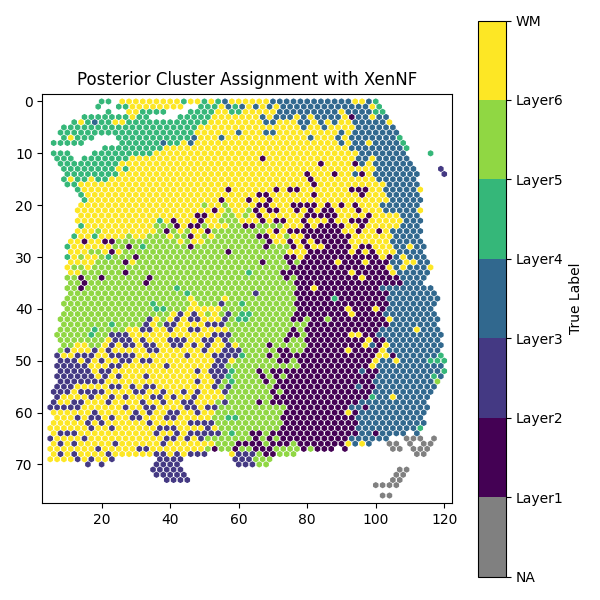 Posterior Cluster Assignment with XenNF
0
10
20
30
40
50
60
70
20
40
60
80
100
120
WM
Layer6
Layer5
Layer4
Layer3
Layer2
Layer1
NA
True Label